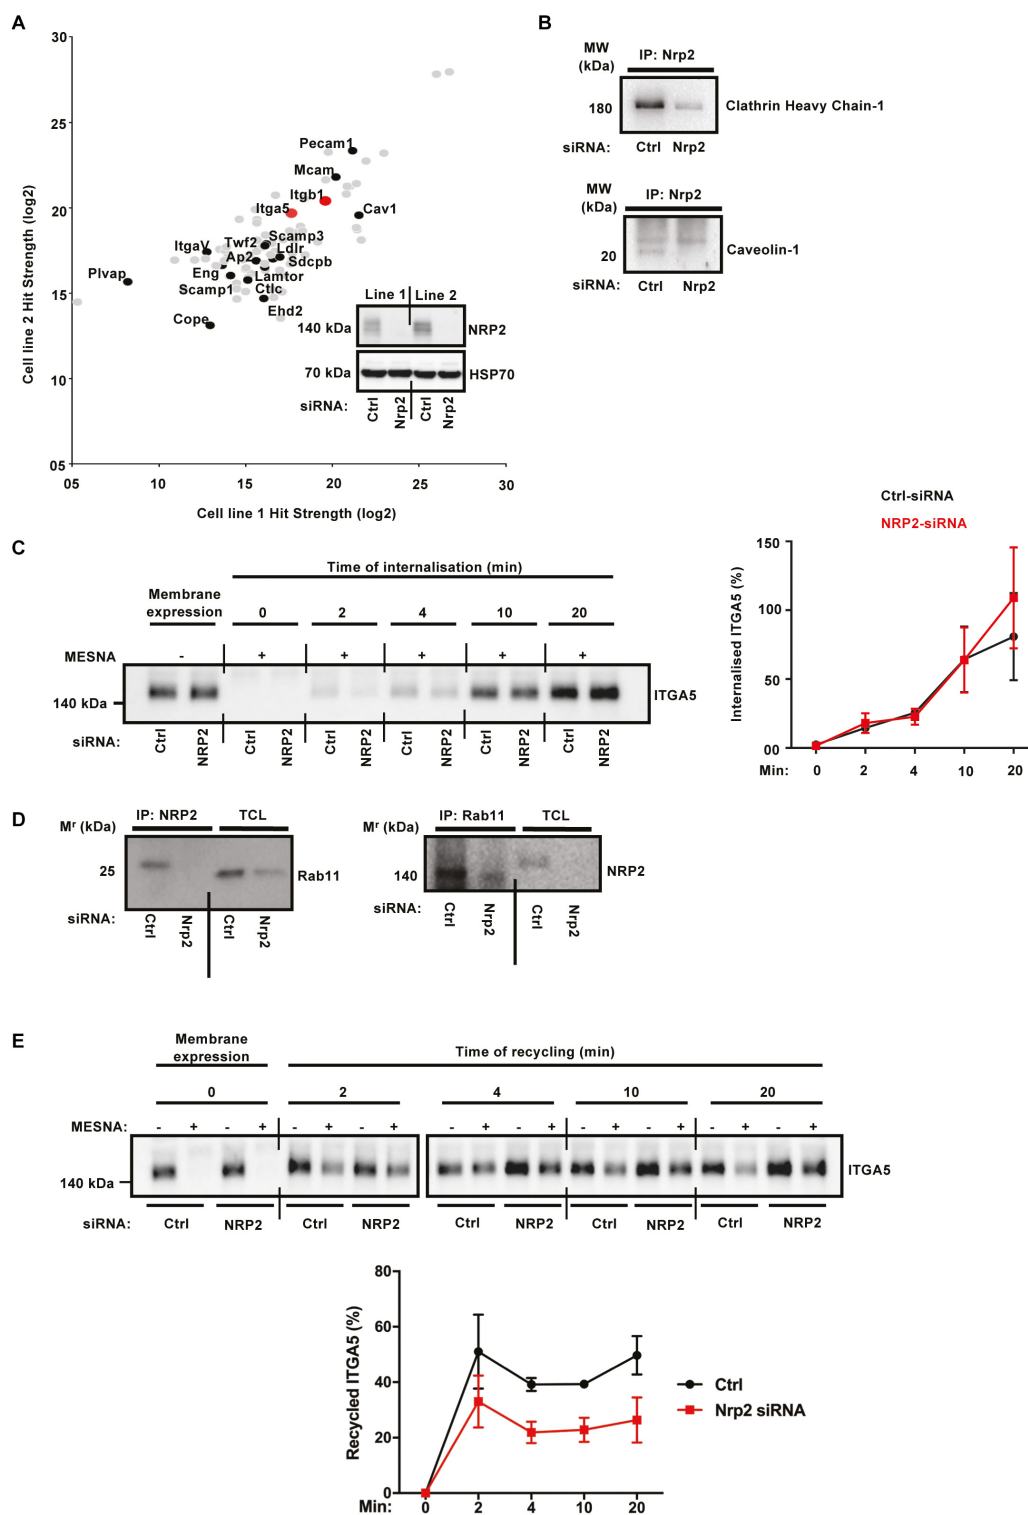 A
30
25
20
15
10
05
Cell line 2 Hit Strength (log2)
Pecam1
Mcam
Itgb1
Itga5
Cav1
ItgaV
Twf2
Scamp3
Ap2
Ldlr
Sdcpb
Plvap
Eng
Lamtor
Scamp1
Ctlc
Ehd2
Cope
Line 1 Line 2
140 kDa NRP2
70 kDa HSP70
siRNA: Ctrl Nrp2 Ctrl Nrp2
05 10 15 20 25 30
Cell line 1 Hit Strength (log2)
B
MW (kDa)
IP: Nrp2
180 Clathrin Heavy Chain-1
siRNA: Ctrl Nrp2
MW (kDa)
IP: Nrp2
20 Caveolin-1
siRNA: Ctrl Nrp2
C
Time of internalisation (min)
Membrane expression
0 2 4 10 20
MESNA - + + + + +
140 kDa ITGA5
siRNA: Ctrl NRP2 Ctrl NRP2 Ctrl NRP2 Ctrl NRP2 Ctrl NRP2 Ctrl NRP2
Ctrl-siRNA
NRP2-siRNA
150
100
50
00
Internalised ITGA5 (%)
Min: 0 2 4 10 20
D
Mr (kDa) IP: NRP2 TCL
25 Rab11
siRNA: Ctrl Nrp2 Ctrl Nrp2
Mr (kDa) IP: Rab11 TCL
140 NRP2
siRNA: Ctrl Nrp2 Ctrl Nrp2
E
Membrane expression
Time of recycling (min)
0 2 4 10 20
MESNA: - + - + - + - + - + - + - + - + - + - +
140 kDa ITGA5
siRNA: Ctrl NRP2 Ctrl NRP2 Ctrl NRP2 Ctrl NRP2 Ctrl NRP2
80
60
40
20
0
Recycled ITGA5 (%)
Ctrl
Nrp2 siRNA
Min: 0 2 4 10 20